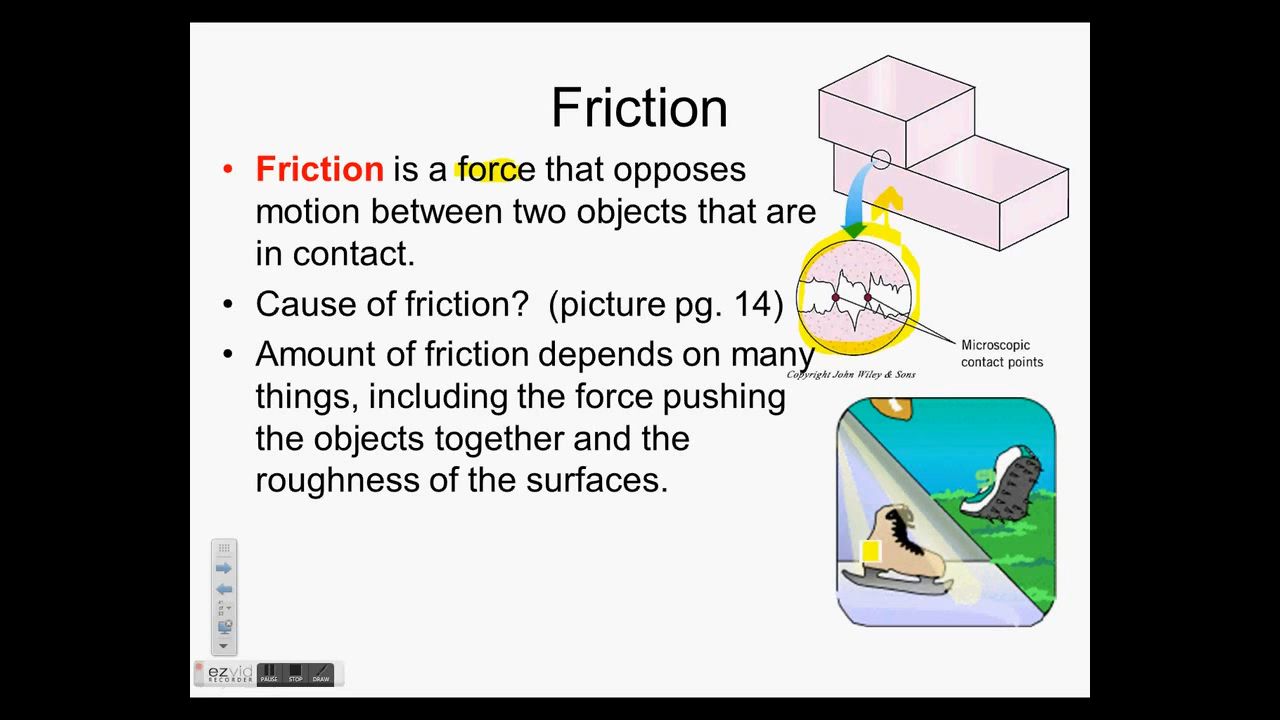 Friction
• Friction is a force that opposes
motion between two objects that are
in contact.
• Cause of friction? (picture pg. 14)
• Amount of friction depends on many
things, including the force pushing
the objects together and the
roughness of the surfaces.
Microscopic
contact points
Copyright John Wiley & Sons
ezvid
RECORDER
PAUSE STOP DRAW